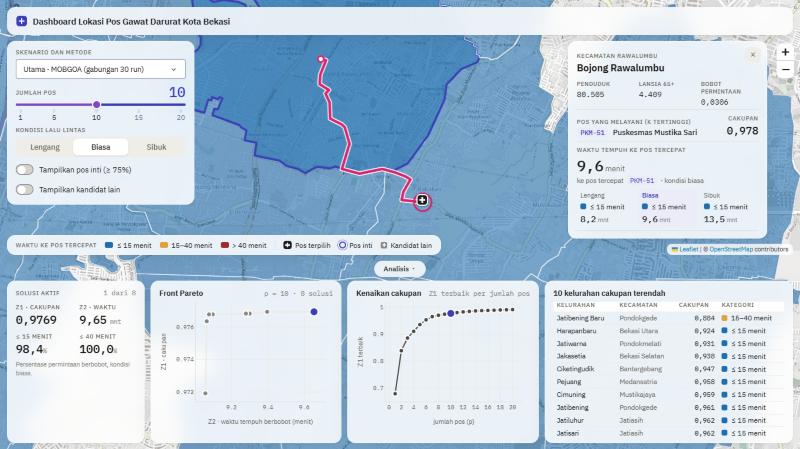 Dashboard Lokasi Pos Gawat Darurat Kota Bekasi
SKENARIO DAN METODE
Utama - MOBGOA (gabungan 30 run)
JUMLAH POS 10
1 5 10 15 20
KONDISI LALU LINTAS
Lengang Biasa Sibuk
Tampilkan pos inti (≥ 75%)
Tampilkan kandidat lain
KECAMATAN RAWALUMBU
Bojong Rawalumbu
PENDUDUK LANSIA 65+ BOBOT PERMINTAAN
80.505 4.409 0,0306
POS YANG MELAYANI (K TERTINGGI) CAKUPAN
PKM-51 Puskesmas Mustika Sari 0,978
WAKTU TEMPUH KE POS TERCEPAT
9,6 menit
ke pos tercepat PKM-51 · kondisi biasa
Lengang Biasa Sibuk
≤ 15 menit ≤ 15 menit ≤ 15 menit
8,2 mnt 9,6 mnt 13,5 mnt
+
−
Leaflet | © OpenStreetMap contributors
WAKTU KE POS TERCEPAT ≤ 15 menit 15–40 menit > 40 menit Pos terpilih Pos inti Kandidat lain
Analisis
SOLUSI AKTIF 1 dari 8
Z1 · CAKUPAN Z2 · WAKTU
0,9769 9,65 mnt
≤ 15 MENIT ≤ 40 MENIT
98,4% 100,0%
Persentase permintaan berbobot, kondisi
biasa.
Front Pareto p = 10 · 8 solusi
Z1 · cakupan
0.976
0.974
0.972
9.2 9.4 9.6
Z2 · waktu tempuh berbobot (menit)
Kenaikan cakupan Z1 terbaik per jumlah pos
Z1 terbaik
1
0.9
0.8
0.7
0 2 4 6 8 10 12 14 16 18 20
jumlah pos (p)
10 kelurahan cakupan terendah
KELURAHAN KECAMATAN CAKUPAN KATEGORI
Jatibening Baru Pondokgede 0,884 15–40 menit
Harapanbaru Bekasi Utara 0,924 ≤ 15 menit
Jatiwarna Pondokmelati 0,931 ≤ 15 menit
Jakasetia Bekasi Selatan 0,938 ≤ 15 menit
Ciketingudik Bantergebang 0,947 ≤ 15 menit
Pejuang Medansatria 0,958 ≤ 15 menit
Cimuning Mustikajaya 0,959 ≤ 15 menit
Jatibening Pondokgede 0,961 ≤ 15 menit
Jatiluhur Jatiasih 0,962 ≤ 15 menit
Jatisari Jatiasih 0,962 ≤ 15 menit